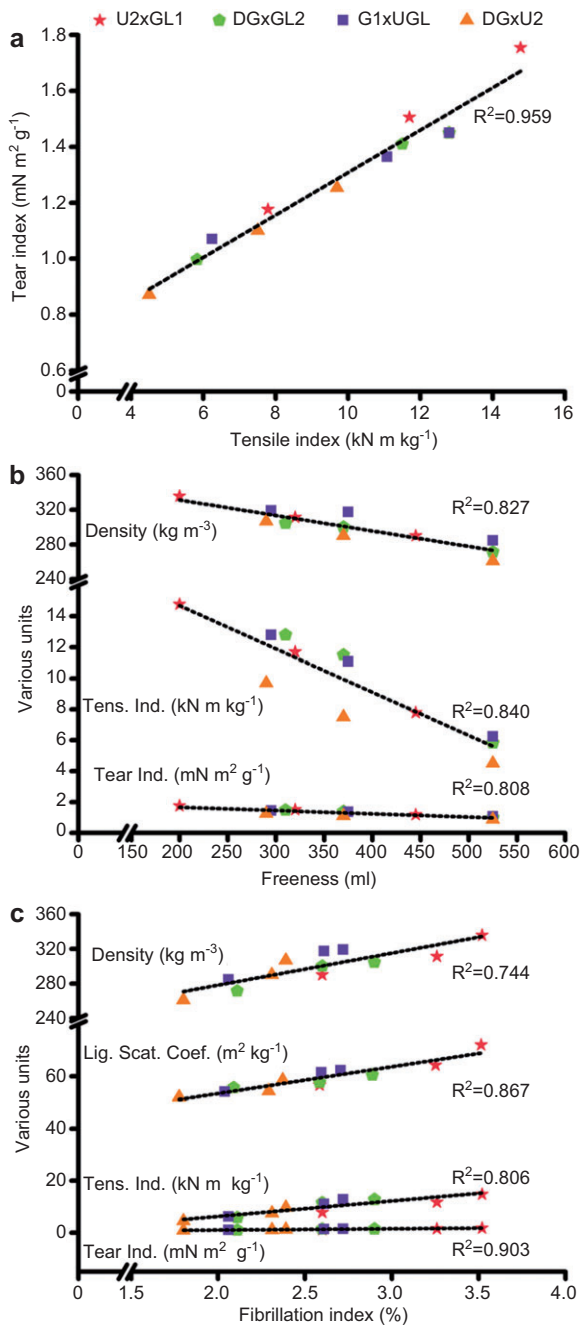 U2xGL1 DGxGL2 G1xUGL DGxU2
a
1.8
1.6
1.4
1.2
1.0
0.8
0.6
0
Tear index (mN m² g⁻¹)
R²=0.959
0 4 6 8 10 12 14 16
Tensile index (kN m kg⁻¹)
b
360
320
280
240
14
12
10
8
6
4
2
0
Various units
Density (kg m⁻³)
R²=0.827
Tens. Ind. (kN m kg⁻¹)
R²=0.840
Tear Ind. (mN m² g⁻¹)
R²=0.808
0 150 200 250 300 350 400 450 500 550 600
Freeness (ml)
c
360
320
280
240
60
20
0
Various units
Density (kg m⁻³)
R²=0.744
Lig. Scat. Coef. (m² kg⁻¹)
R²=0.867
Tens. Ind. (kN m kg⁻¹)
R²=0.806
Tear Ind. (mN m² g⁻¹)
R²=0.903
0 1.5 2.0 2.5 3.0 3.5 4.0
Fibrillation index (%)